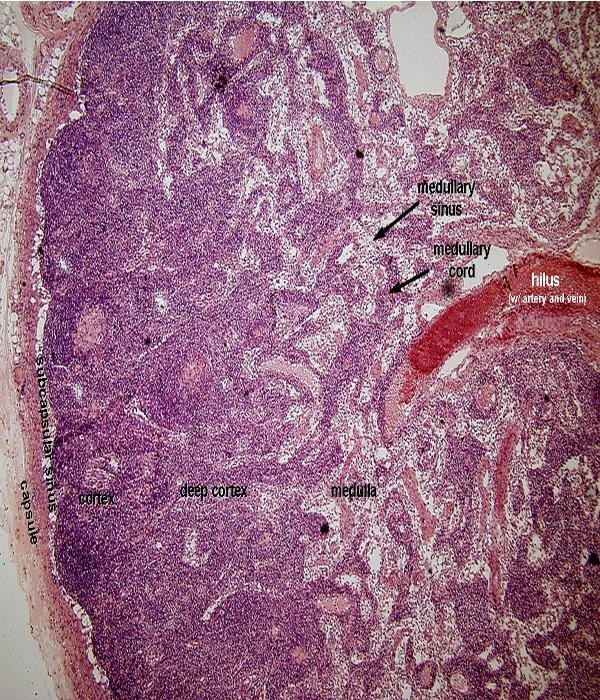 medullary
sinus
medullary
cord
hilus
(w/ artery and vein)
subcapsular sinus
capsule
cortex
deep cortex
medulla